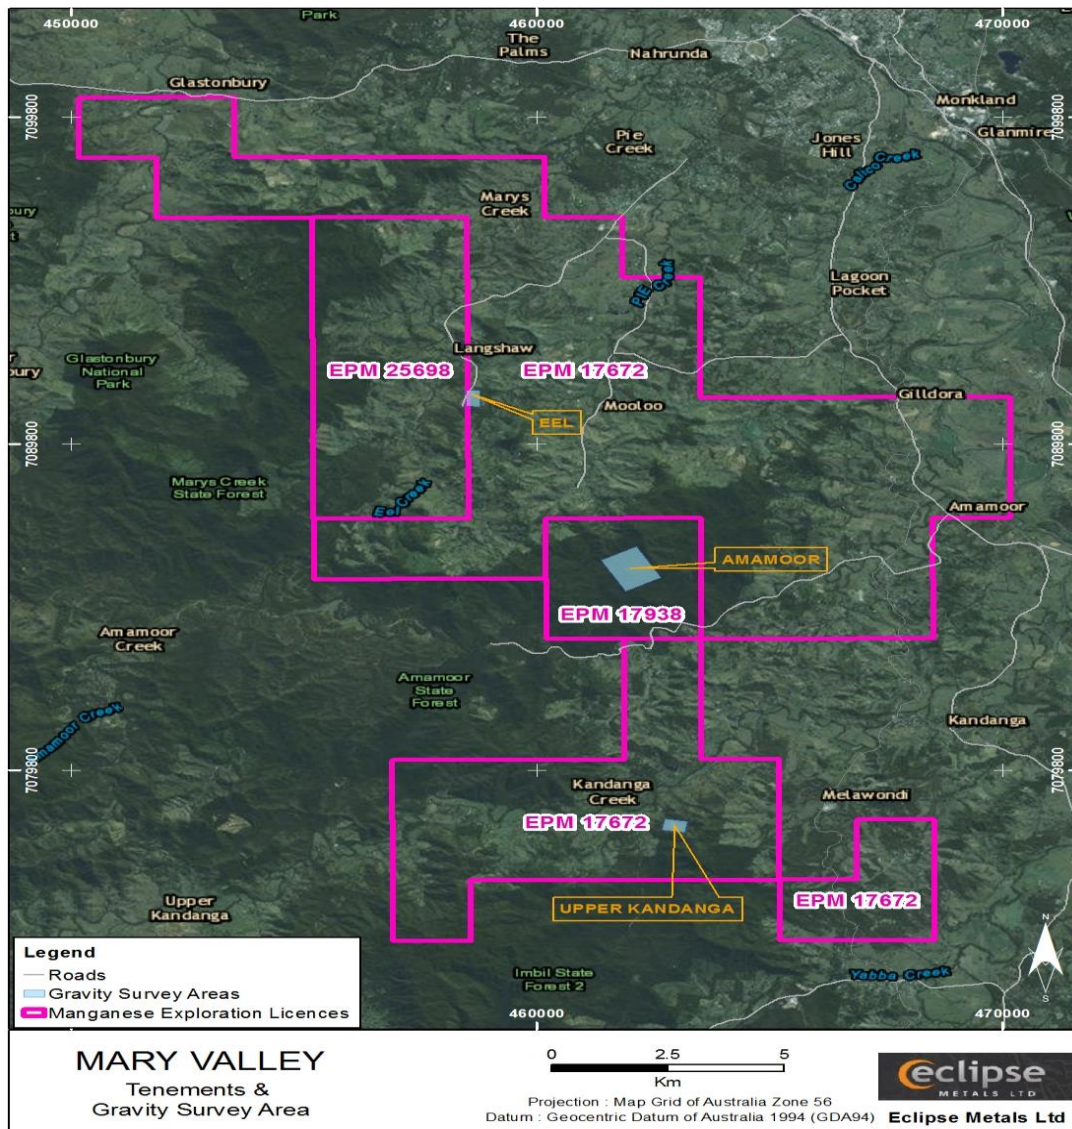 450000
460000
470000
Park
The
Palms
Nahrunda
Glastonbury
Monkland
7099800
7099800
Glanmire
Pie
Creek
Jones
Hill
Calico Creek
Marys
Creek
bury
Lagoon
Pocket
PIE Creek
Glastonbury
National
Park
bury
Langshaw
EPM 25698
EPM 17672
Mooloo
Gilldora
EEL
7089800
7089800
Marys Creek
State Forest
Eel Creek
Amamoor
AMAMOOR
EPM 17938
Amamoor
Creek
Amamoor
State
Forest
Amamoor Creek
Kandanga
7079800
7079800
Kandanga
Creek
Melawondi
EPM 17672
Upper
Kandanga
UPPER KANDANGA
EPM 17672
N
S
Imbil State
Forest 2
Yabba Creek
Legend
Roads
Gravity Survey Areas
Manganese Exploration Licences
460000
470000
MARY VALLEY
Tenements &
Gravity Survey Area
0 2.5 5
Km
Projection : Map Grid of Australia Zone 56
Datum : Geocentric Datum of Australia 1994 (GDA94)
eclipse
METALS LTD
Eclipse Metals Ltd